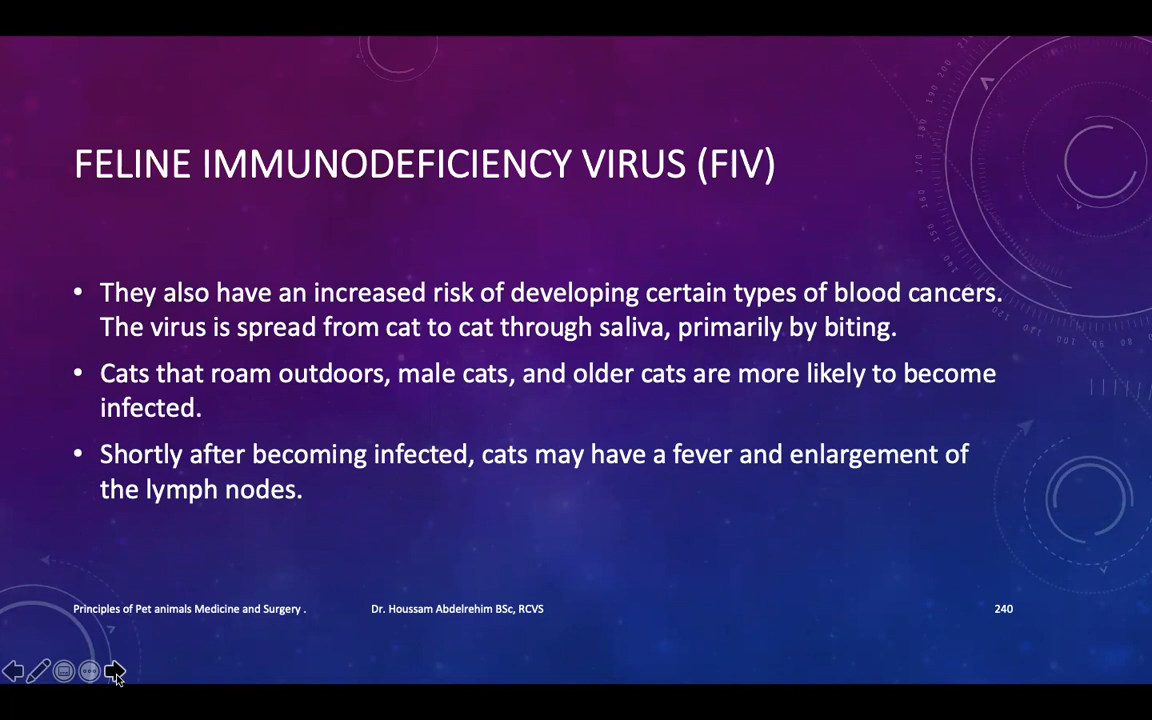 FELINE IMMUNODEFICIENCY VIRUS (FIV)
• They also have an increased risk of developing certain types of blood cancers.
The virus is spread from cat to cat through saliva, primarily by biting.
• Cats that roam outdoors, male cats, and older cats are more likely to become
infected.
• Shortly after becoming infected, cats may have a fever and enlargement of
the lymph nodes.
Principles of Pet animals Medicine and Surgery . Dr. Houssam Abdelrehim BSc, RCVS 240